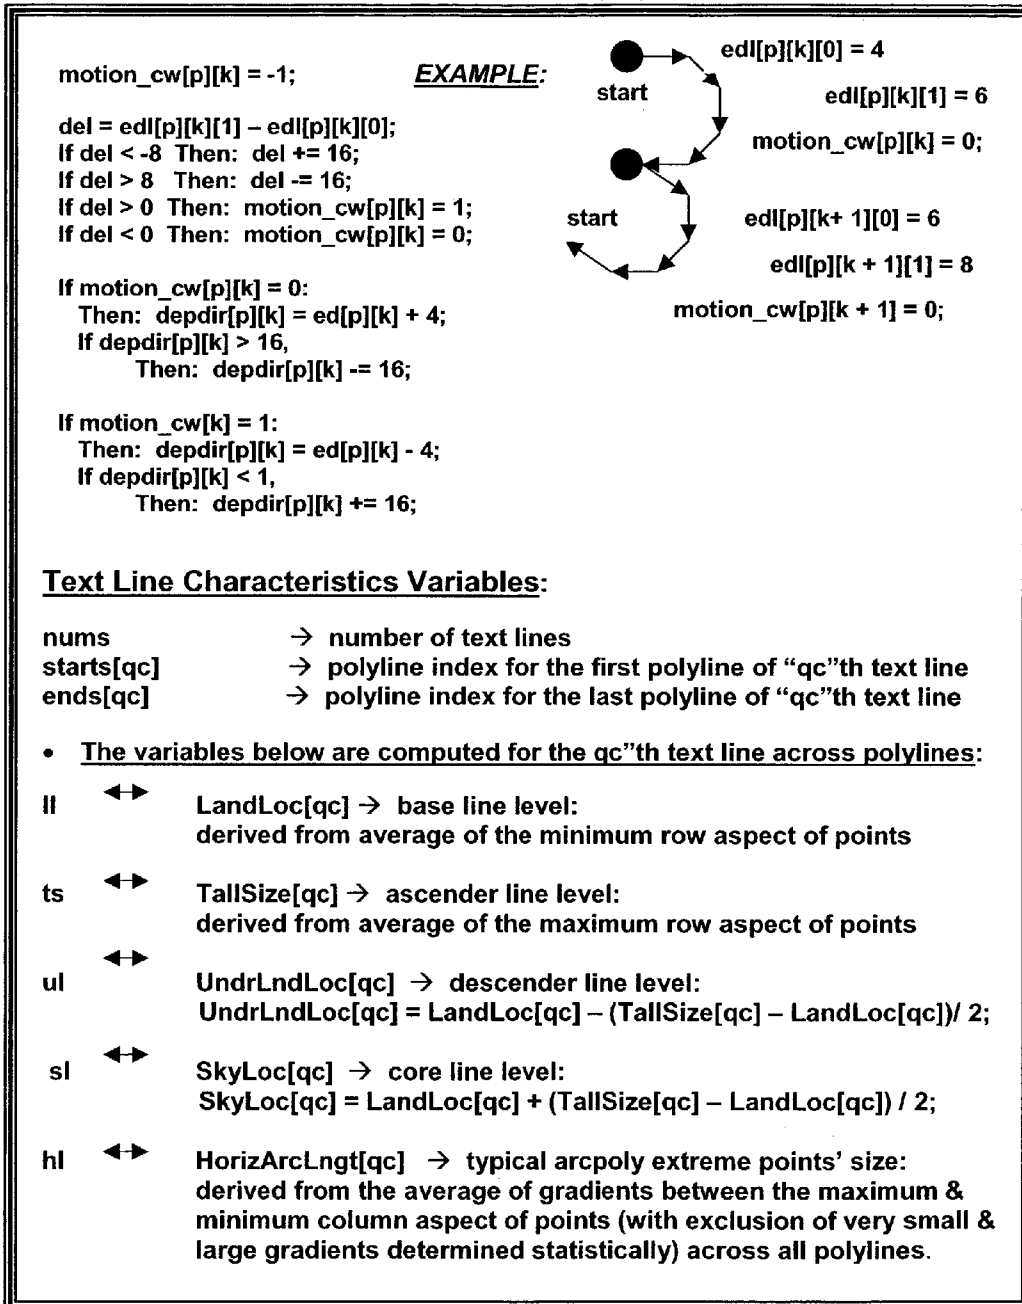 motion_cw[p][k] = -1;
EXAMPLE:
del = edl[p][k][1] – edl[p][k][0];
If del < -8 Then: del += 16;
If del > 8 Then: del -= 16;
If del > 0 Then: motion_cw[p][k] = 1;
If del < 0 Then: motion_cw[p][k] = 0;
If motion_cw[p][k] = 0:
Then: depdir[p][k] = ed[p][k] + 4;
If depdir[p][k] > 16,
Then: depdir[p][k] -= 16;
If motion_cw[k] = 1:
Then: depdir[p][k] = ed[p][k] - 4;
If depdir[p][k] < 1,
Then: depdir[p][k] += 16;
edl[p][k][0] = 4
start
edl[p][k][1] = 6
motion_cw[p][k] = 0;
start
edl[p][k+ 1][0] = 6
edl[p][k + 1][1] = 8
motion_cw[p][k + 1] = 0;
Text Line Characteristics Variables:
nums → number of text lines
starts[qc] → polyline index for the first polyline of “qc”th text line
ends[qc] → polyline index for the last polyline of “qc”th text line
• The variables below are computed for the qc”th text line across polylines:
ll ↔ LandLoc[qc] → base line level:
derived from average of the minimum row aspect of points
ts ↔ TallSize[qc] → ascender line level:
derived from average of the maximum row aspect of points
ul ↔ UndrLndLoc[qc] → descender line level:
UndrLndLoc[qc] = LandLoc[qc] – (TallSize[qc] – LandLoc[qc])/ 2;
sl ↔ SkyLoc[qc] → core line level:
SkyLoc[qc] = LandLoc[qc] + (TallSize[qc] – LandLoc[qc]) / 2;
hl ↔ HorizArcLngt[qc] → typical arcpoly extreme points’ size:
derived from the average of gradients between the maximum &
minimum column aspect of points (with exclusion of very small &
large gradients determined statistically) across all polylines.